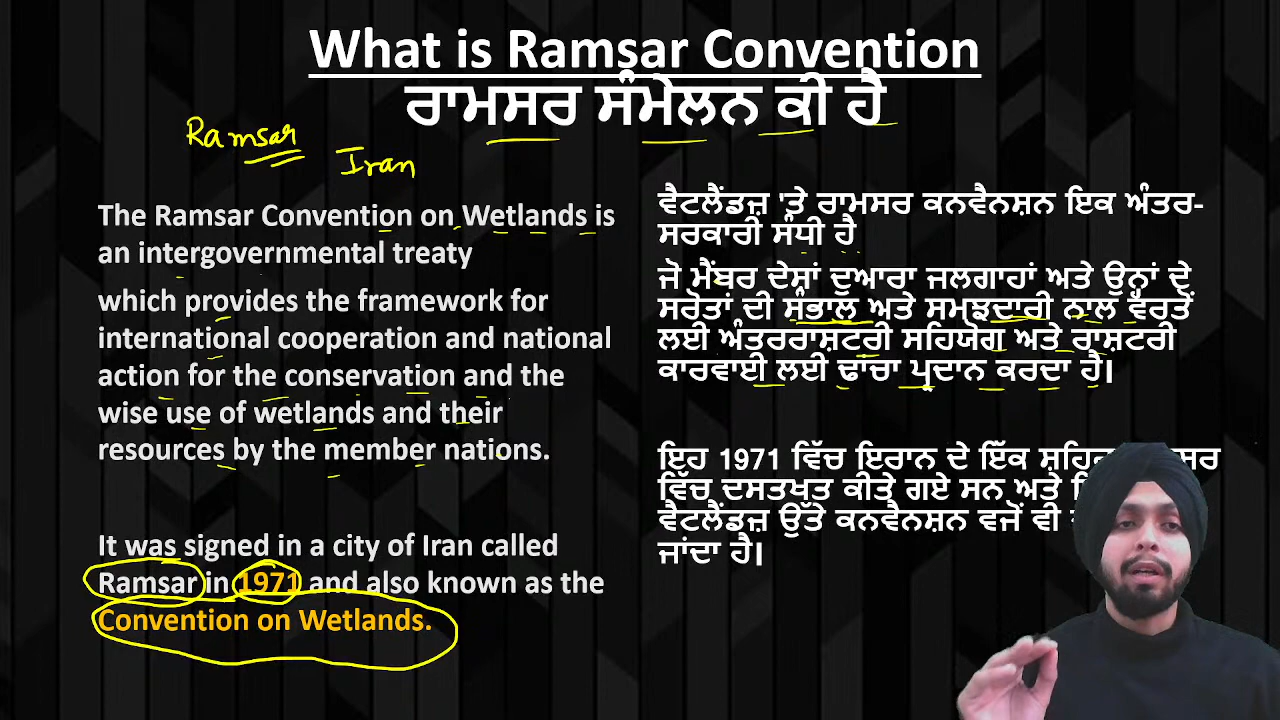 What is Ramsar Convention
ਰਾਮਸਰ ਸੰਮੇਲਨ ਕੀ ਹੈ
Ramsar
Iran
The Ramsar Convention on Wetlands is
an intergovernmental treaty
which provides the framework for
international cooperation and national
action for the conservation and the
wise use of wetlands and their
resources by the member nations.
It was signed in a city of Iran called
Ramsar in 1971 and also known as the
Convention on Wetlands.
ਵੈਟਲੈਂਡਜ਼ 'ਤੇ ਰਾਮਸਰ ਕਨਵੈਨਸ਼ਨ ਇਕ ਅੰਤਰ-
ਸਰਕਾਰੀ ਸੰਧੀ ਹੈ
ਜੋ ਮੈਂਬਰ ਦੇਸ਼ਾਂ ਦੁਆਰਾ ਜਲਗਾਹਾਂ ਅਤੇ ਉਨ੍ਹਾਂ ਦੇ
ਸਰੋਤਾਂ ਦੀ ਸੰਭਾਲ ਅਤੇ ਸਮਝਦਾਰੀ ਨਾਲ ਵਰਤੋਂ
ਲਈ ਅੰਤਰਰਾਸ਼ਟਰੀ ਸਹਿਯੋਗ ਅਤੇ ਰਾਸ਼ਟਰੀ
ਕਾਰਵਾਈ ਲਈ ਢਾਂਚਾ ਪ੍ਰਦਾਨ ਕਰਦਾ ਹੈ।
ਇਹ 1971 ਵਿੱਚ ਇਰਾਨ ਦੇ ਇੱਕ
ਵਿੱਚ ਦਸਤਖਤ ਕੀਤੇ ਗਏ ਸਨ ਅਤੇ
ਵੈਟਲੈਂਡਜ਼ ਉੱਤੇ ਕਨਵੈਨਸ਼ਨ ਵਜੋਂ ਵੀ
ਜਾਂਦਾ ਹੈ।